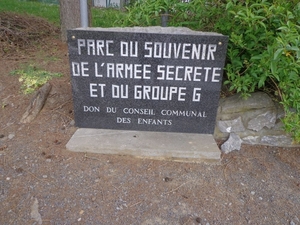 PARC DU SOUVENIR
DE L'ARMEE SECRETE
ET DU GROUPE G
DON DU CONSEIL COMMUNAL
DES ENFANTS